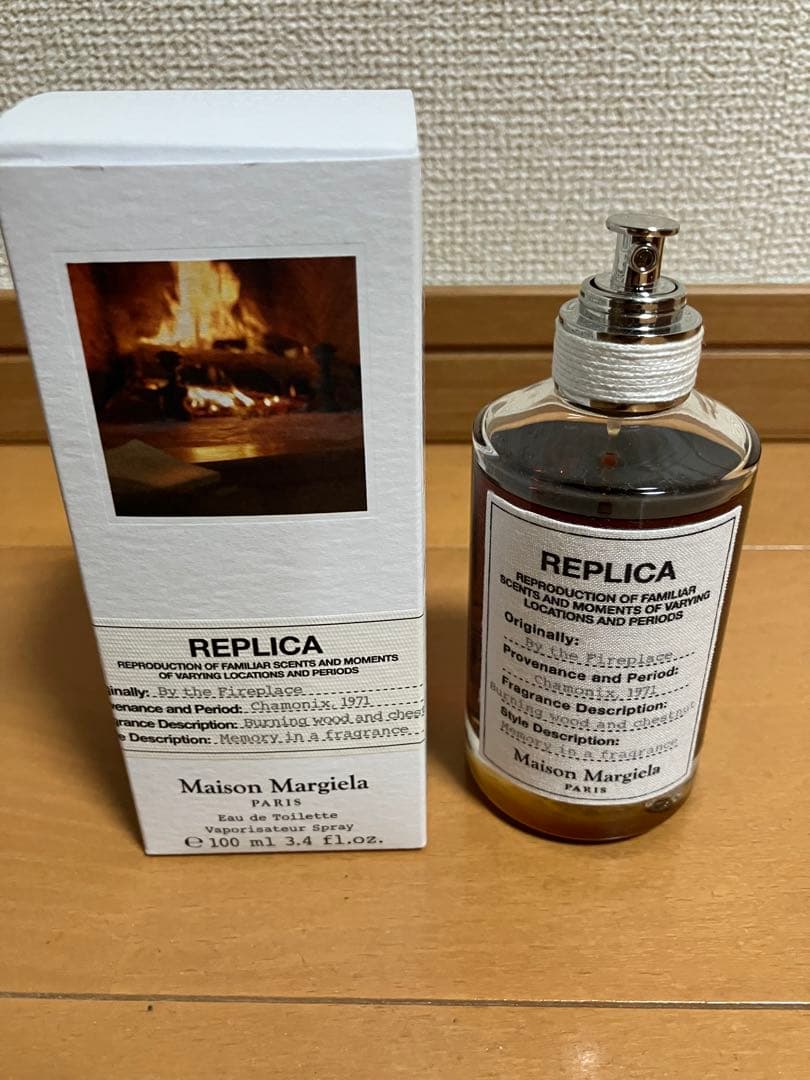 REPLICA
REPRODUCTION OF FAMILIAR SCENTS AND MOMENTS
OF VARYING LOCATIONS AND PERIODS
inally: By the Fireplace
enance and Period: Chamonix, 1971
grance Description: Burning wood and chest
e Description: Memory in a fragrance
Maison Margiela
PARIS
Eau de Toilette
Vaporisateur Spray
℮ 100 ml 3.4 fl.oz.
REPLICA
REPRODUCTION OF FAMILIAR
SCENTS AND MOMENTS OF VARYING
LOCATIONS AND PERIODS
Originally:
By the Fireplace
Provenance and Period:
Chamonix, 1971
Fragrance Description:
Burning wood and chestnut
Style Description:
Memory in a fragrance
Maison Margiela
PARIS